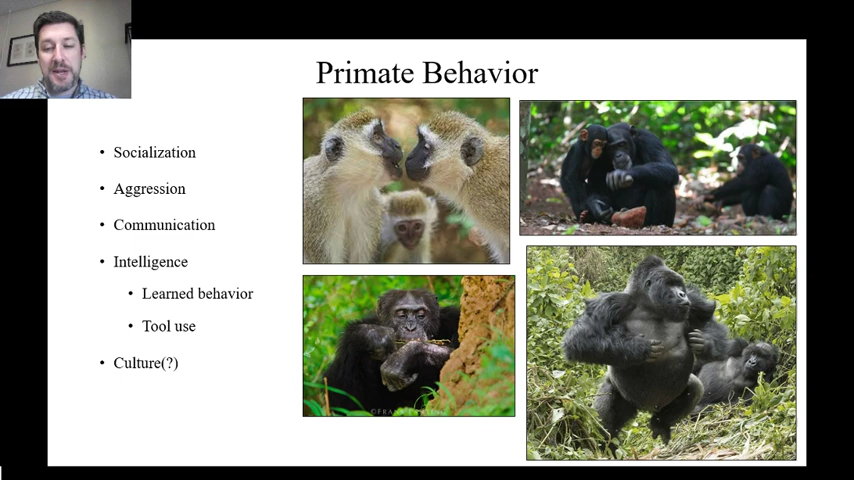 Primate Behavior
• Socialization
• Aggression
• Communication
• Intelligence
• Learned behavior
• Tool use
• Culture(?)